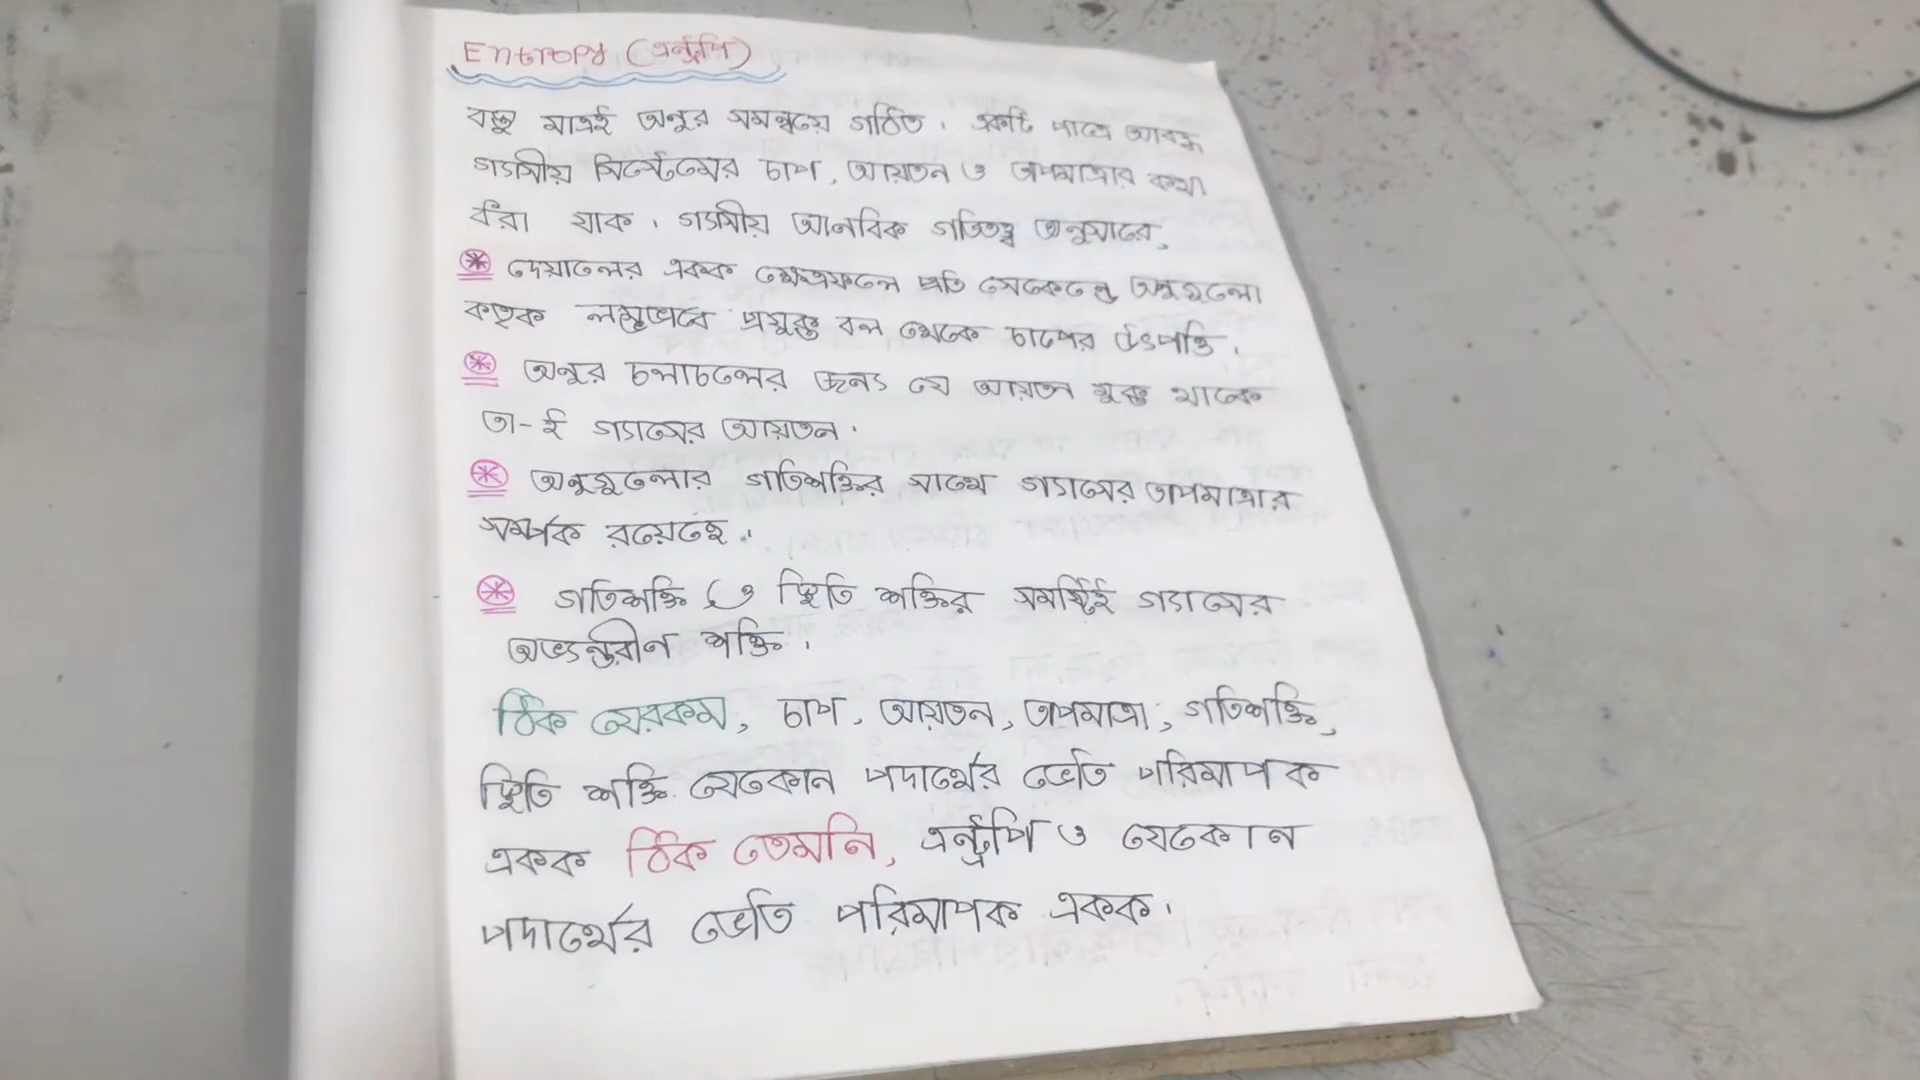 Entropy (এন্ট্রপি)
বস্তু মাত্রই অনুর সমন্বয়ে গঠিত। একটি পাত্রে আবদ্ধ
গ্যাসীয় সিস্টেমের চাপ, আয়তন ও তাপমাত্রার কথা
ধরা যাক। গ্যাসীয় আনবিক গতিতত্ত্ব অনুসারে,
দেয়ালের একক ক্ষেত্রফলে প্রতি সেকেন্ডে অনুগুলো
কতৃক লম্বভাবে প্রযুক্ত বল থেকে চাপের উৎপত্তি।
অনুর চলাচলের জন্য যে আয়তন মুক্ত থাকে
তা-ই গ্যাসের আয়তন।
অনুগুলোর গতিশক্তির সাথে গ্যাসের তাপমাত্রার
সম্পর্ক রয়েছে।
গতিশক্তি ও স্থিতি শক্তির সমষ্টিই গ্যাসের
অভ্যন্তরীন শক্তি।
ঠিক যেরকম, চাপ, আয়তন, তাপমাত্রা, গতিশক্তি,
স্থিতি শক্তি যেকোন পদার্থের ভৌত পরিমাপক
একক ঠিক তেমনি, এন্ট্রপি ও যেকোন
পদার্থের ভৌত পরিমাপক একক।